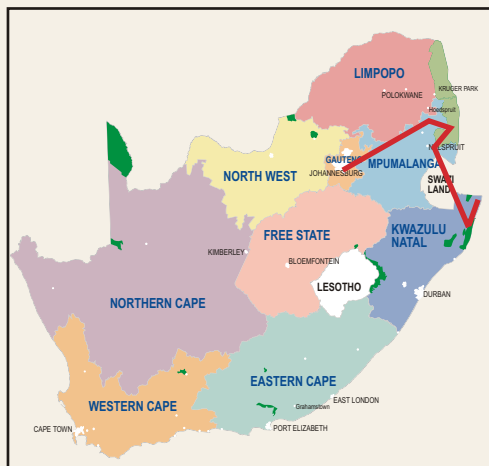 LIMPOPO
KRUGER PARK
POLOKWANE
Hoedspruit
NELSPRUIT
GAUTENG
MPUMALANGA
JOHANNESBURG
NORTH WEST
SWAZI
LAND
KWAZULU
NATAL
FREE STATE
KIMBERLEY
BLOEMFONTEIN
LESOTHO
DURBAN
NORTHERN CAPE
EASTERN CAPE
WESTERN CAPE
EAST LONDON
Grahamstown
CAPE TOWN
PORT ELIZABETH